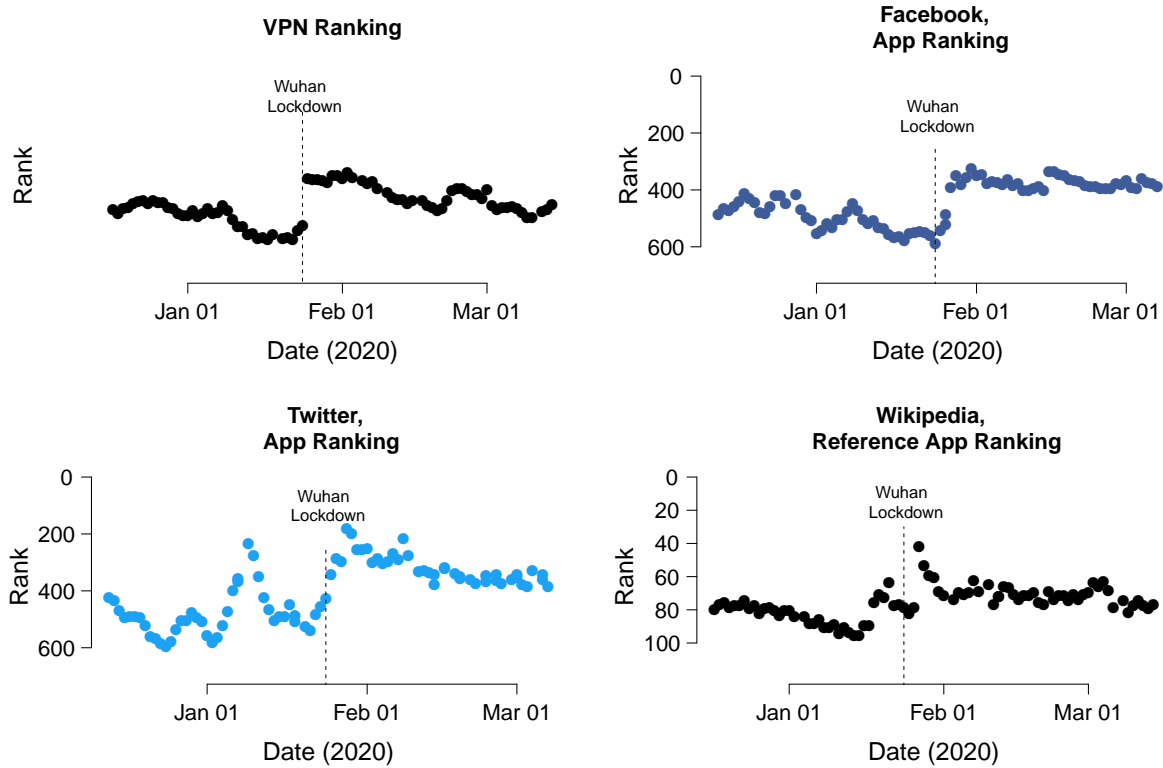 VPN Ranking
Wuhan
Lockdown
Rank
Jan 01
Feb 01
Mar 01
Date (2020)
Facebook,
App Ranking
0
200
400
600
Wuhan
Lockdown
Rank
Jan 01
Feb 01
Mar 01
Date (2020)
Twitter,
App Ranking
0
200
400
600
Wuhan
Lockdown
Rank
Jan 01
Feb 01
Mar 01
Date (2020)
Wikipedia,
Reference App Ranking
0
20
40
60
80
100
Wuhan
Lockdown
Rank
Jan 01
Feb 01
Mar 01
Date (2020)